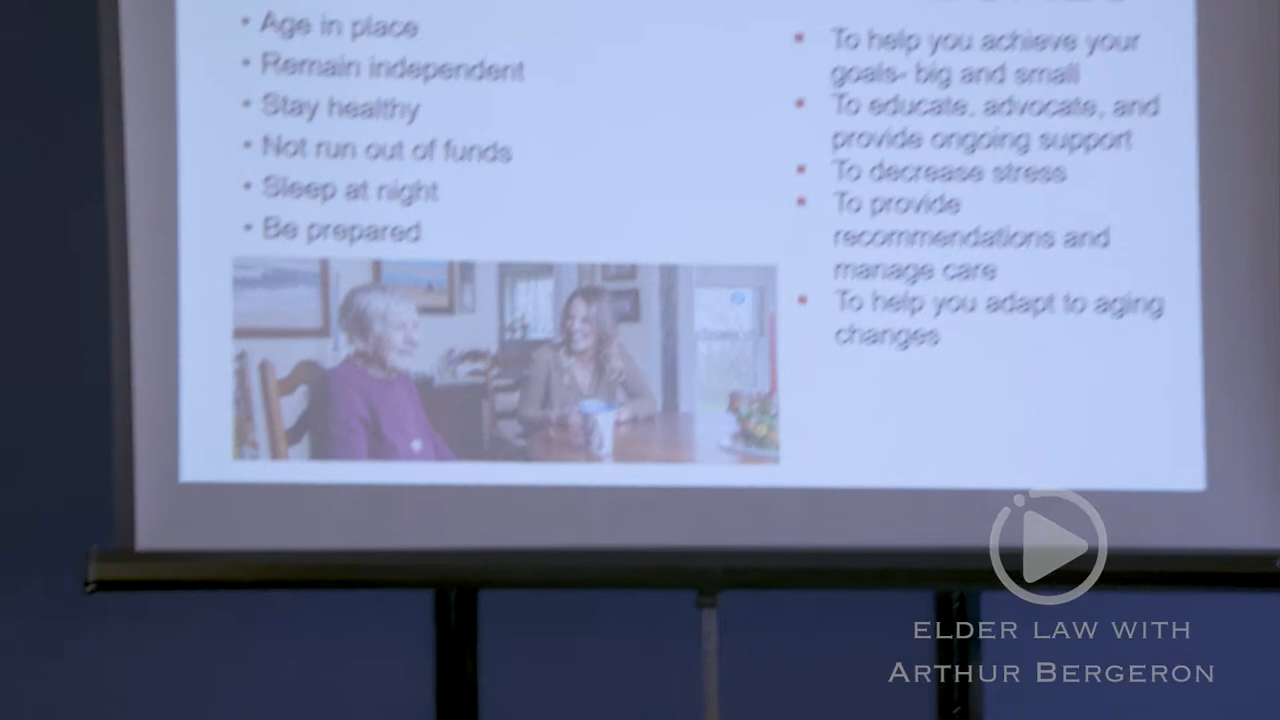 • Age in place
• Remain independent
• Stay healthy
• Not run out of funds
• Sleep at night
• Be prepared
▪ To help you achieve your
goals- big and small
▪ To educate, advocate, and
provide ongoing support
▪ To decrease stress
▪ To provide
recommendations and
manage care
▪ To help you adapt to aging
changes
ELDER LAW WITH
ARTHUR BERGERON